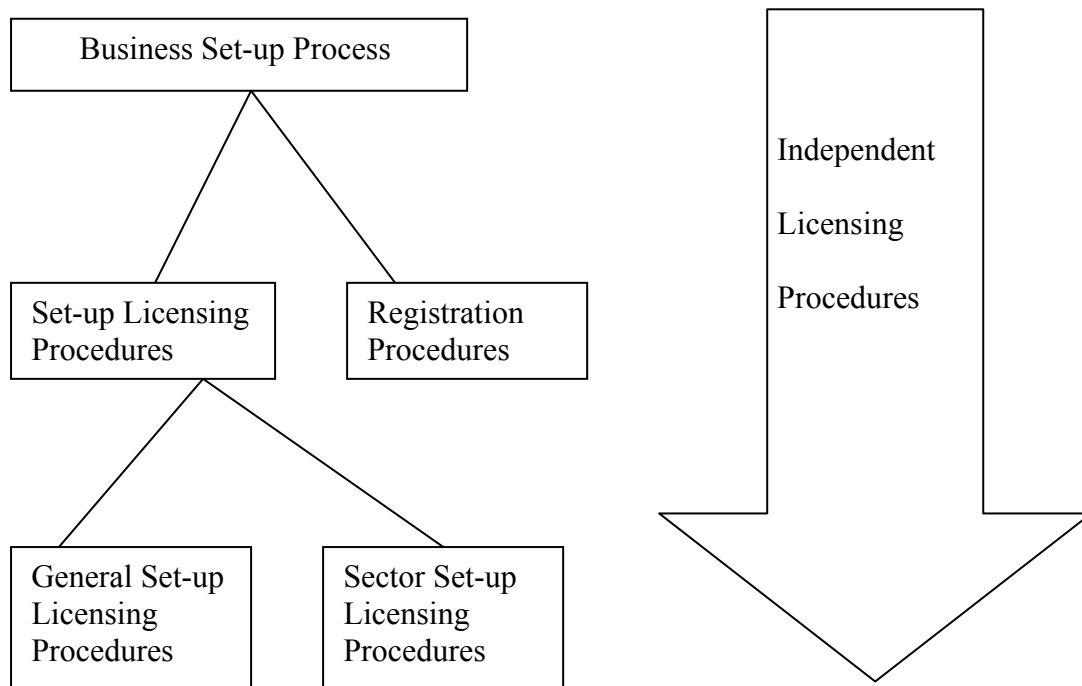 Business Set-up Process
Independent
Licensing
Procedures
Set-up Licensing
Procedures
Registration
Procedures
General Set-up
Licensing
Procedures
Sector Set-up
Licensing
Procedures